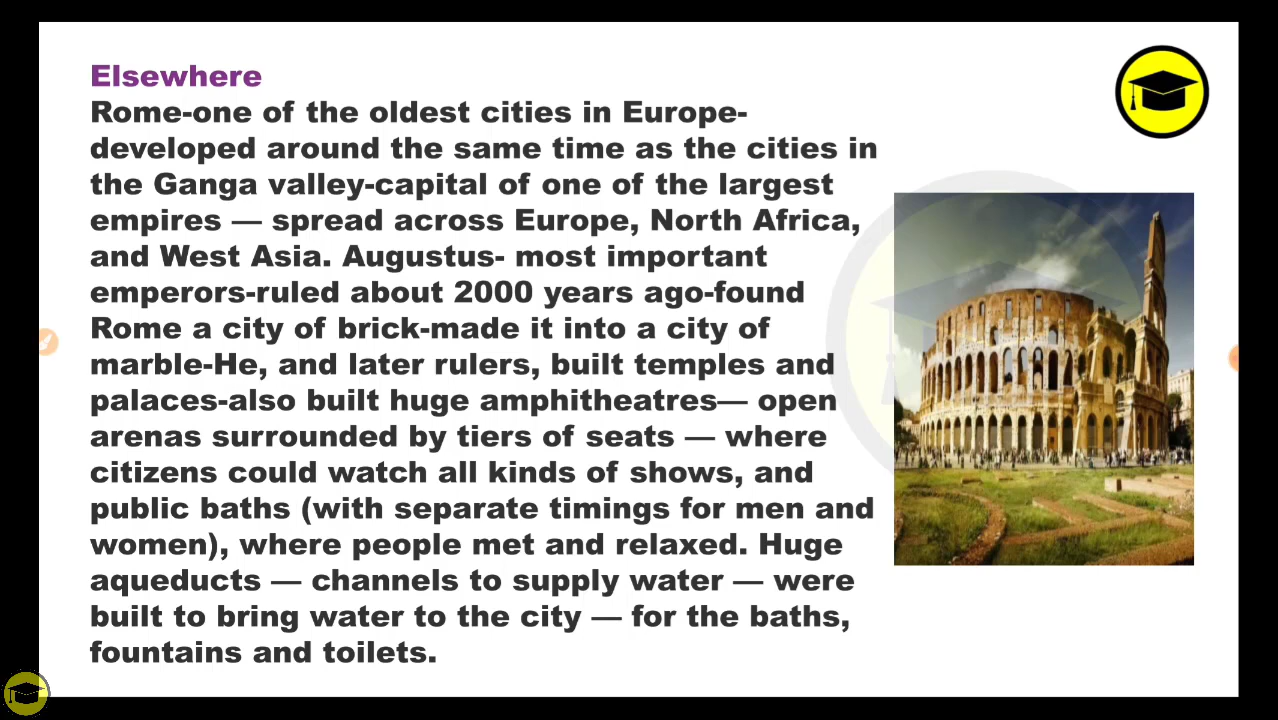 Elsewhere
Rome-one of the oldest cities in Europe-
developed around the same time as the cities in
the Ganga valley-capital of one of the largest
empires — spread across Europe, North Africa,
and West Asia. Augustus- most important
emperors-ruled about 2000 years ago-found
Rome a city of brick-made it into a city of
marble-He, and later rulers, built temples and
palaces-also built huge amphitheatres— open
arenas surrounded by tiers of seats — where
citizens could watch all kinds of shows, and
public baths (with separate timings for men and
women), where people met and relaxed. Huge
aqueducts — channels to supply water — were
built to bring water to the city — for the baths,
fountains and toilets.